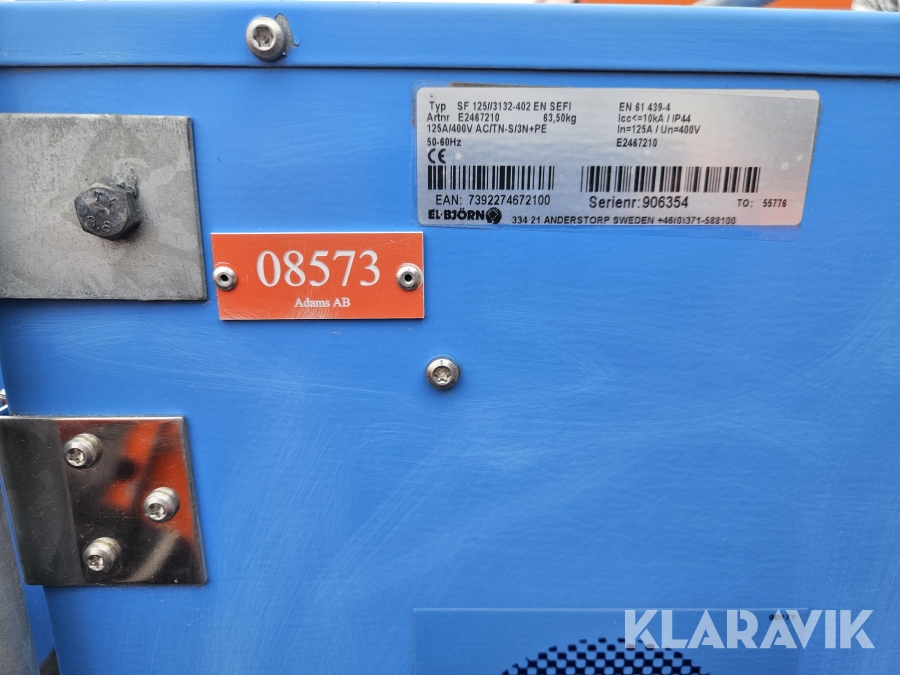 Typ SF 125//3132-402 EN SEFI EN 61 439-4
Artnr E2467210 63,50kg Icc<=10kA / IP44
125A/400V AC/TN-S/3N+PE In=125A / Un=400V
50-60Hz E2467210
CE
EAN: 7392274672100 Serienr:906354 TO: 55776
EL-BJÖRN 334 21 ANDERSTORP SWEDEN +46(0)371-588100
08573
Adams AB
8.8
KLARAVIK